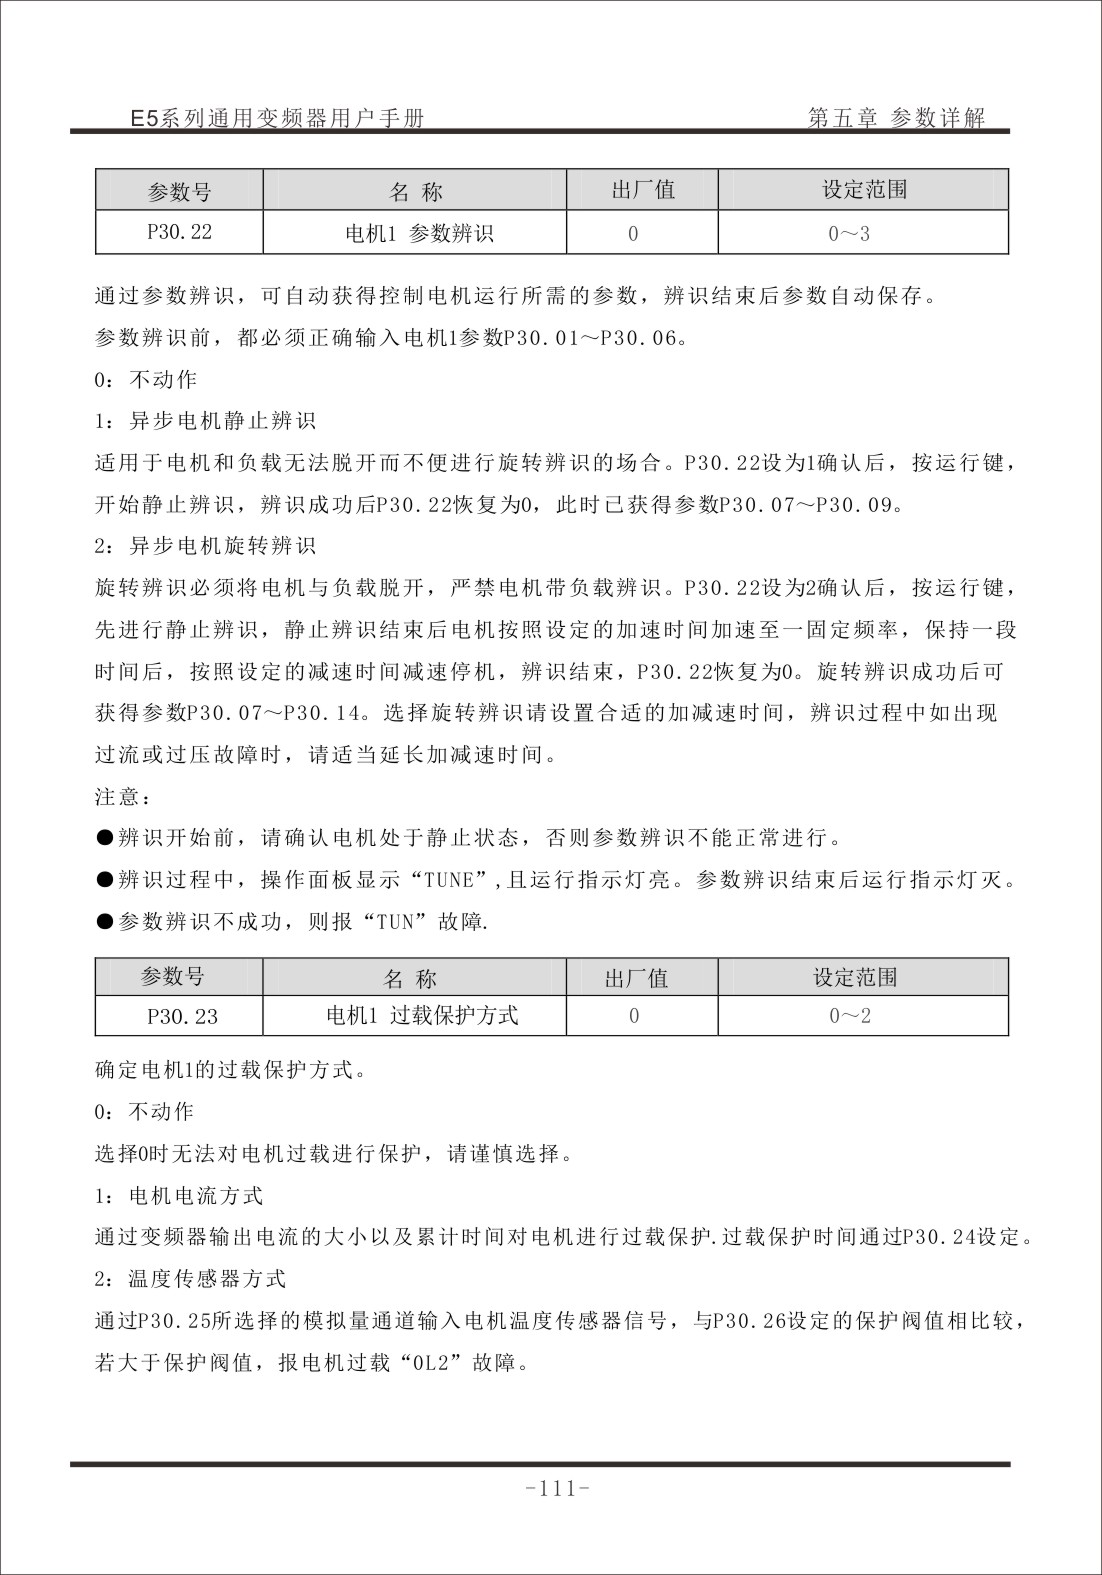 E5系列通用变频器用户手册 第五章 参数详解
参数号 名 称 出厂值 设定范围
P30.22 电机1 参数辨识 0 0～3
通过参数辨识，可自动获得控制电机运行所需的参数，辨识结束后参数自动保存。
参数辨识前，都必须正确输入电机1参数P30.01～P30.06。
0：不动作
1：异步电机静止辨识
适用于电机和负载无法脱开而不便进行旋转辨识的场合。P30.22设为1确认后，按运行键，
开始静止辨识，辨识成功后P30.22恢复为0，此时已获得参数P30.07～P30.09。
2：异步电机旋转辨识
旋转辨识必须将电机与负载脱开，严禁电机带负载辨识。P30.22设为2确认后，按运行键，
先进行静止辨识，静止辨识结束后电机按照设定的加速时间加速至一固定频率，保持一段
时间后，按照设定的减速时间减速停机，辨识结束，P30.22恢复为0。旋转辨识成功后可
获得参数P30.07～P30.14。选择旋转辨识请设置合适的加减速时间，辨识过程中如出现
过流或过压故障时，请适当延长加减速时间。
注意：
●辨识开始前，请确认电机处于静止状态，否则参数辨识不能正常进行。
●辨识过程中，操作面板显示“TUNE”,且运行指示灯亮。参数辨识结束后运行指示灯灭。
●参数辨识不成功，则报“TUN”故障.
参数号 名 称 出厂值 设定范围
P30.23 电机1 过载保护方式 0 0～2
确定电机1的过载保护方式。
0：不动作
选择0时无法对电机过载进行保护，请谨慎选择。
1：电机电流方式
通过变频器输出电流的大小以及累计时间对电机进行过载保护.过载保护时间通过P30.24设定。
2：温度传感器方式
通过P30.25所选择的模拟量通道输入电机温度传感器信号，与P30.26设定的保护阀值相比较，
若大于保护阀值，报电机过载“0L2”故障。
-111-